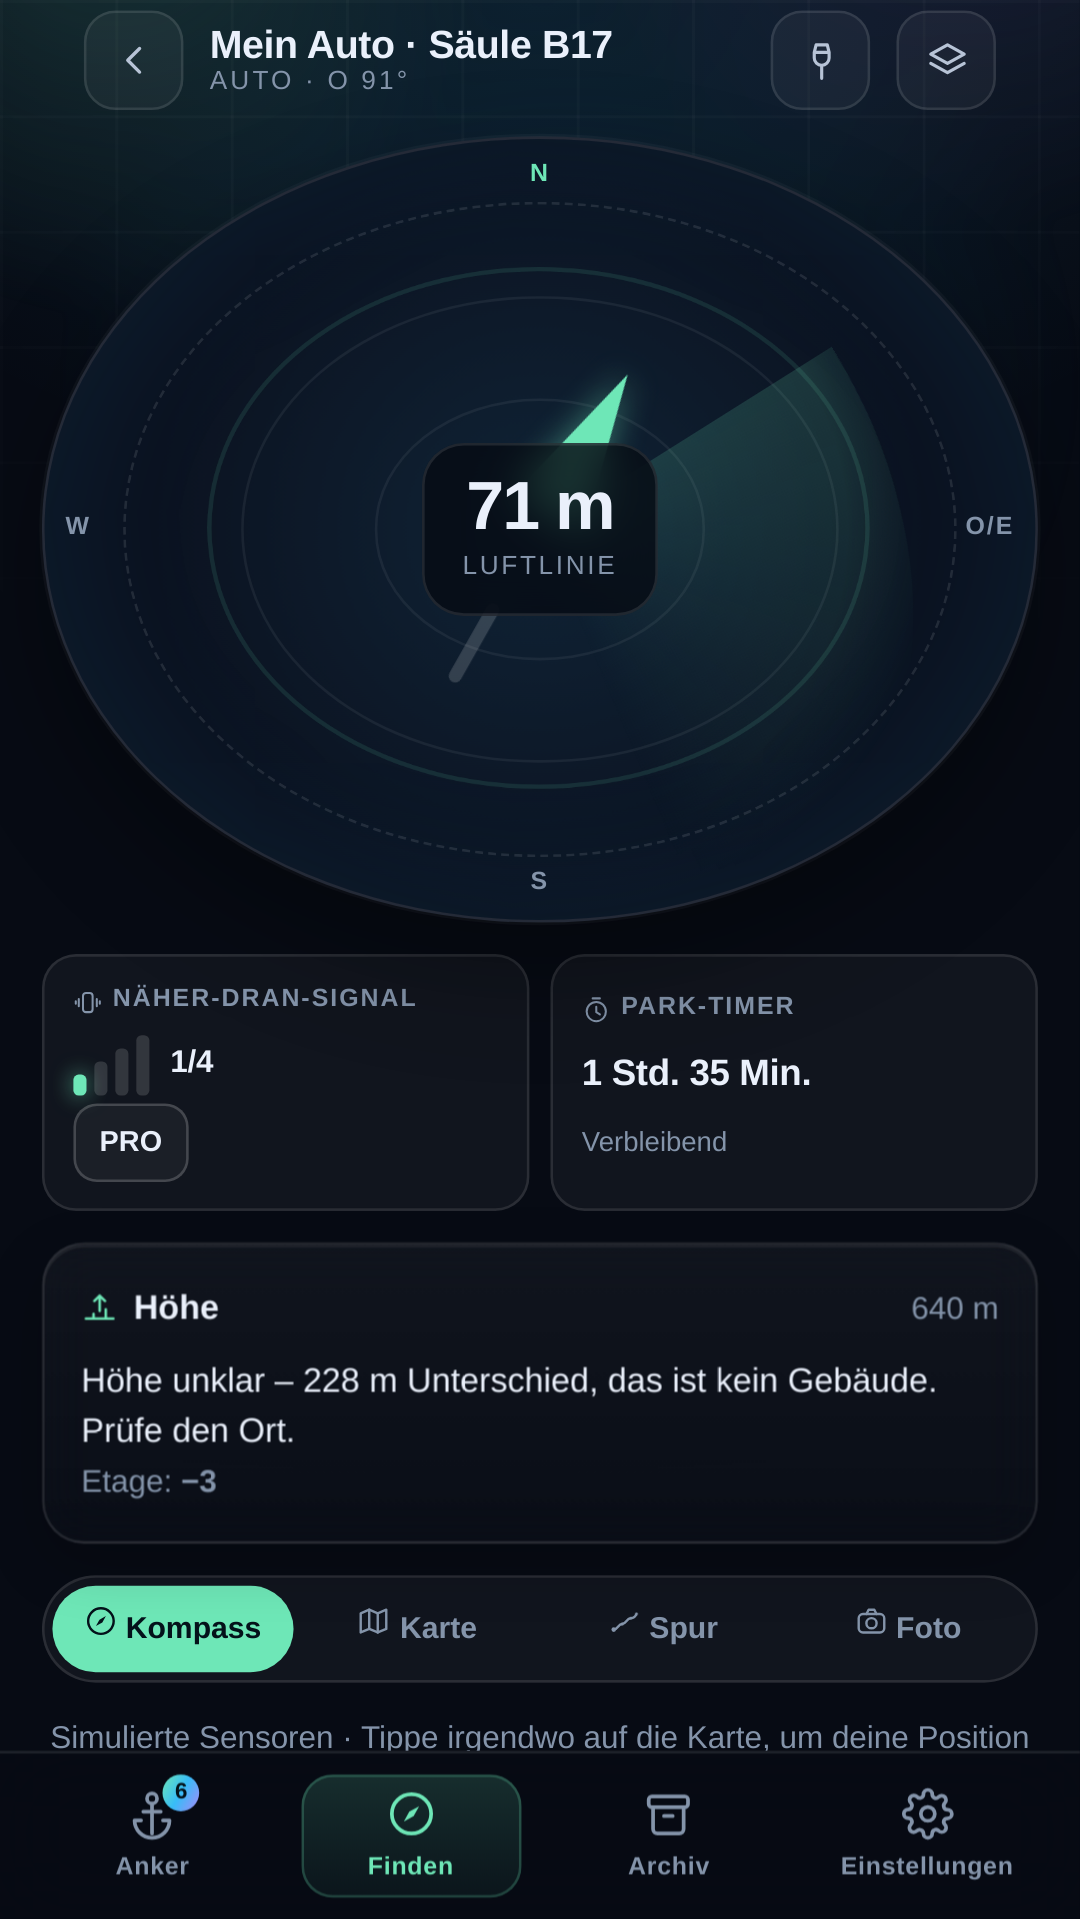 Mein Auto · Säule B17
AUTO · O 91°
N
W
O/E
71 m
LUFTLINIE
S
NÄHER-DRAN-SIGNAL
1/4
PRO
PARK-TIMER
1 Std. 35 Min.
Verbleibend
Höhe
640 m
Höhe unklar – 228 m Unterschied, das ist kein Gebäude.
Prüfe den Ort.
Etage: −3
Kompass
Karte
Spur
Foto
Simulierte Sensoren · Tippe irgendwo auf die Karte, um deine Position
6
Anker
Finden
Archiv
Einstellungen